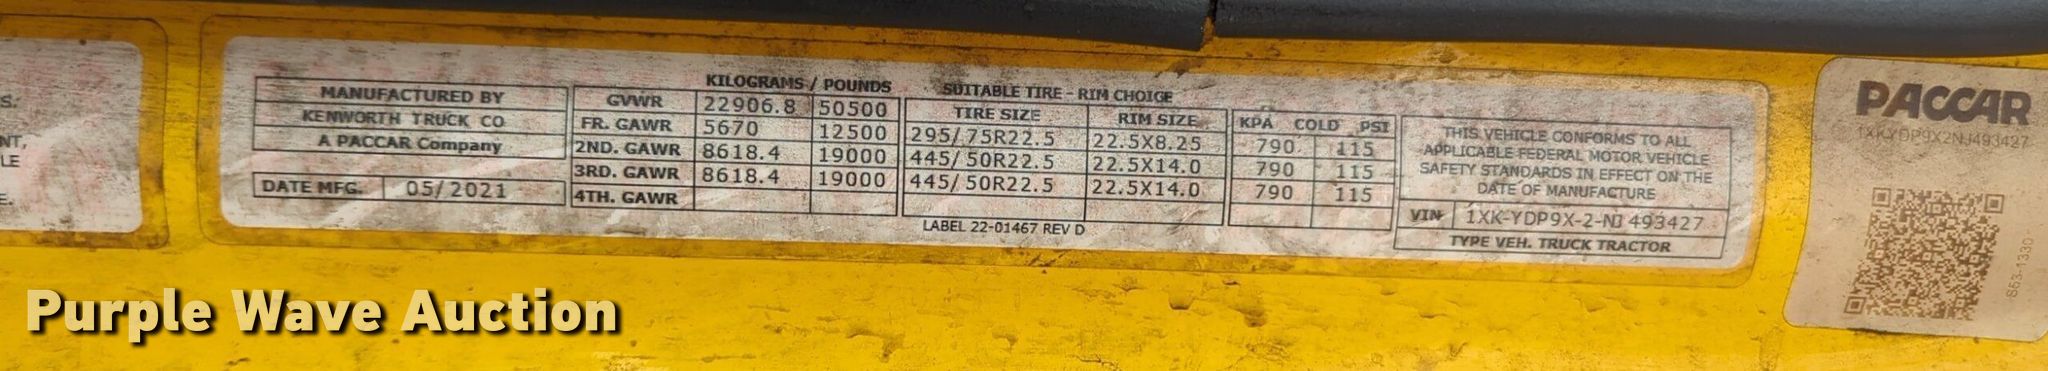 S.
NT,
LE
E.
MANUFACTURED BY
KENWORTH TRUCK CO
A PACCAR Company
DATE MFG. 05/2021
KILOGRAMS / POUNDS
GVWR 22906.8 50500
FR. GAWR 5670 12500
2ND. GAWR 8618.4 19000
3RD. GAWR 8618.4 19000
4TH. GAWR
SUITABLE TIRE - RIM CHOICE
TIRE SIZE RIM SIZE
295/75R22.5 22.5X8.25
445/50R22.5 22.5X14.0
445/50R22.5 22.5X14.0
KPA COLD PSI
790 115
790 115
790 115
LABEL 22-01467 REV D
THIS VEHICLE CONFORMS TO ALL
APPLICABLE FEDERAL MOTOR VEHICLE
SAFETY STANDARDS IN EFFECT ON THE
DATE OF MANUFACTURE
VIN 1XK-YDP9X-2-NJ 493427
TYPE VEH. TRUCK TRACTOR
PACCAR
1XKYDP9X2NJ493427
853-1330
Purple Wave Auction